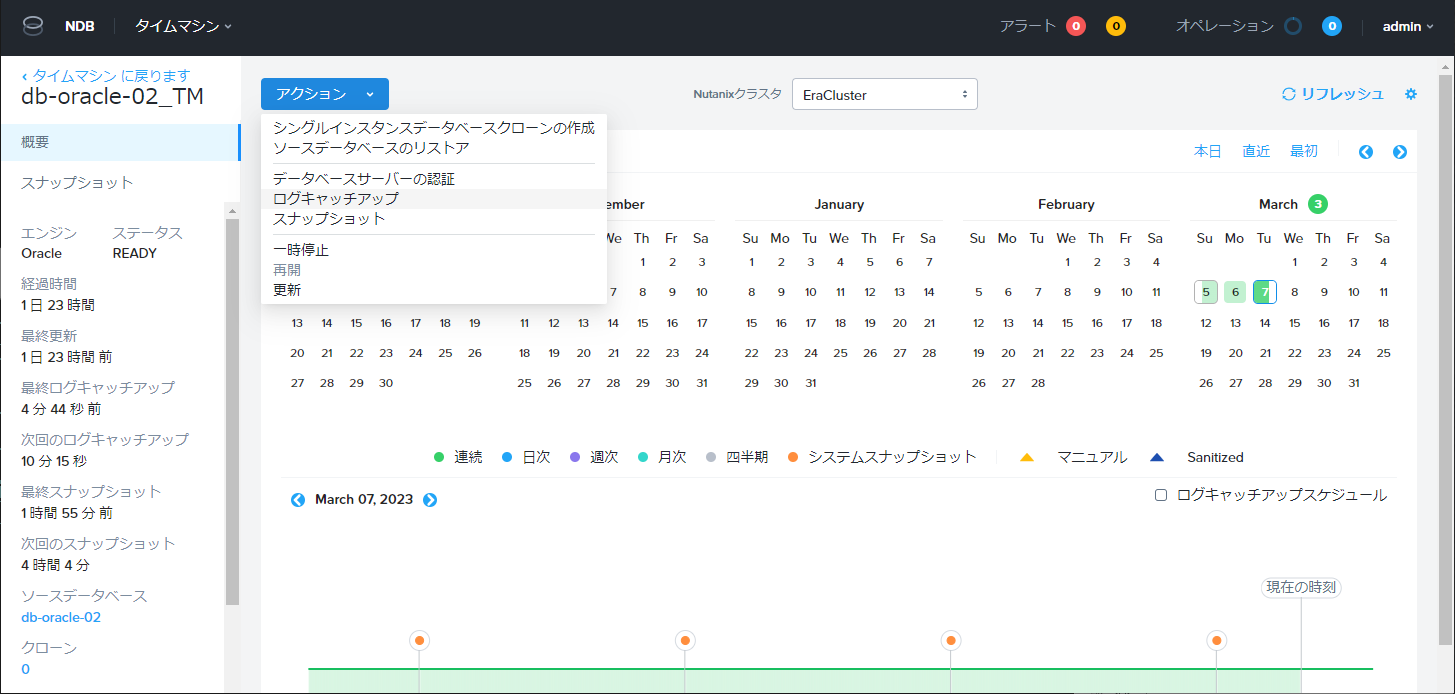 NDB タイムマシン アラート 0 0 オペレーション 0 admin
タイムマシン に戻ります
db-oracle-02_TM
概要
スナップショット
エンジン ステータス
Oracle READY
経過時間
1 日 23 時間
最終更新
1 日 23 時間 前
最終ログキャッチアップ
4 分 44 秒 前
次回のログキャッチアップ
10 分 15 秒
最終スナップショット
1 時間 55 分 前
次回のスナップショット
4 時間 4 分
ソースデータベース
db-oracle-02
クローン
0
アクション Nutanixクラスタ EraCluster リフレッシュ
シングルインスタンスデータベースクローンの作成
ソースデータベースのリストア
データベースサーバーの認証
ログキャッチアップ
スナップショット
一時停止
再開
更新
本日 直近 最初
ember January February March 3
We Th Fr Sa Su Mo Tu We Th Fr Sa Su Mo Tu We Th Fr Sa Su Mo Tu We Th Fr Sa
1 2 3 1 2 3 4 5 6 7 1 2 3 4 1 2 3 4
7 8 9 10 8 9 10 11 12 13 14 5 6 7 8 9 10 11 5 6 7 8 9 10 11
13 14 15 16 17 18 19 11 12 13 14 15 16 17 15 16 17 18 19 20 21 12 13 14 15 16 17 18 12 13 14 15 16 17 18
20 21 22 23 24 25 26 18 19 20 21 22 23 24 22 23 24 25 26 27 28 19 20 21 22 23 24 25 19 20 21 22 23 24 25
27 28 29 30 25 26 27 28 29 30 31 29 30 31 26 27 28 26 27 28 29 30 31
連続 日次 週次 月次 四半期 システムスナップショット マニュアル Sanitized
March 07, 2023 ログキャッチアップスケジュール
現在の時刻